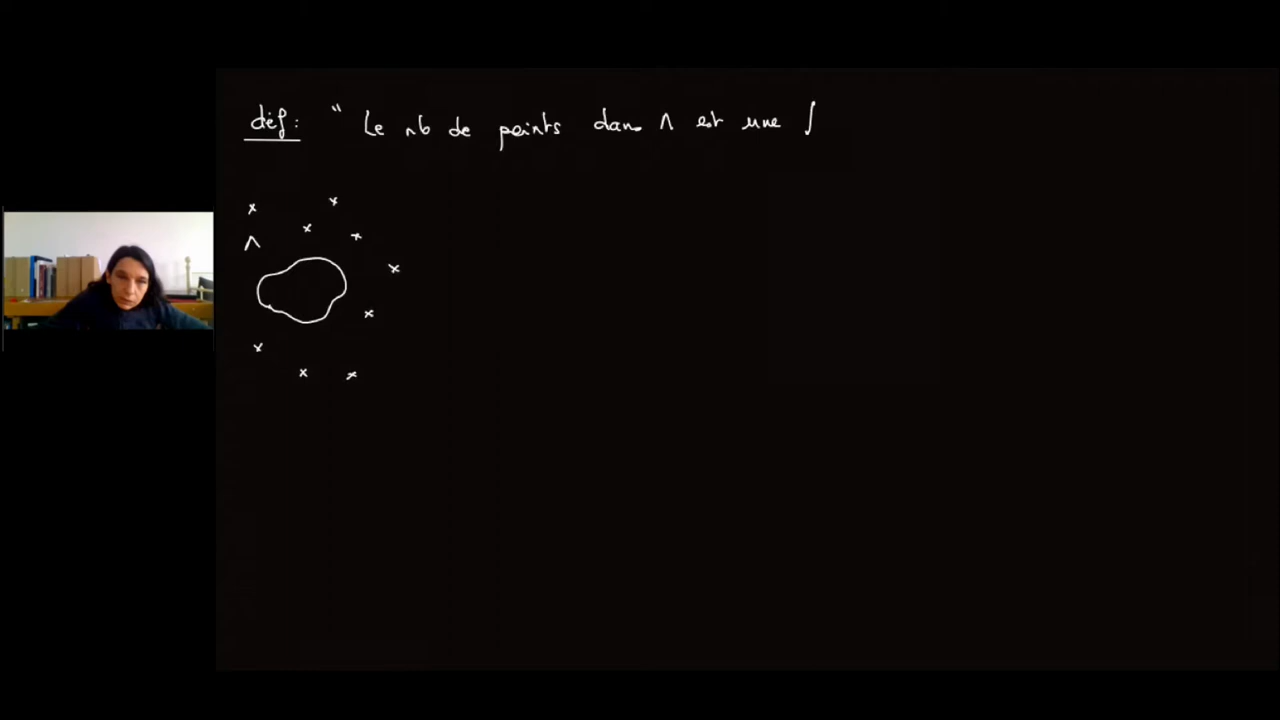 déf : " Le nb de points dans Λ est une f
Λ